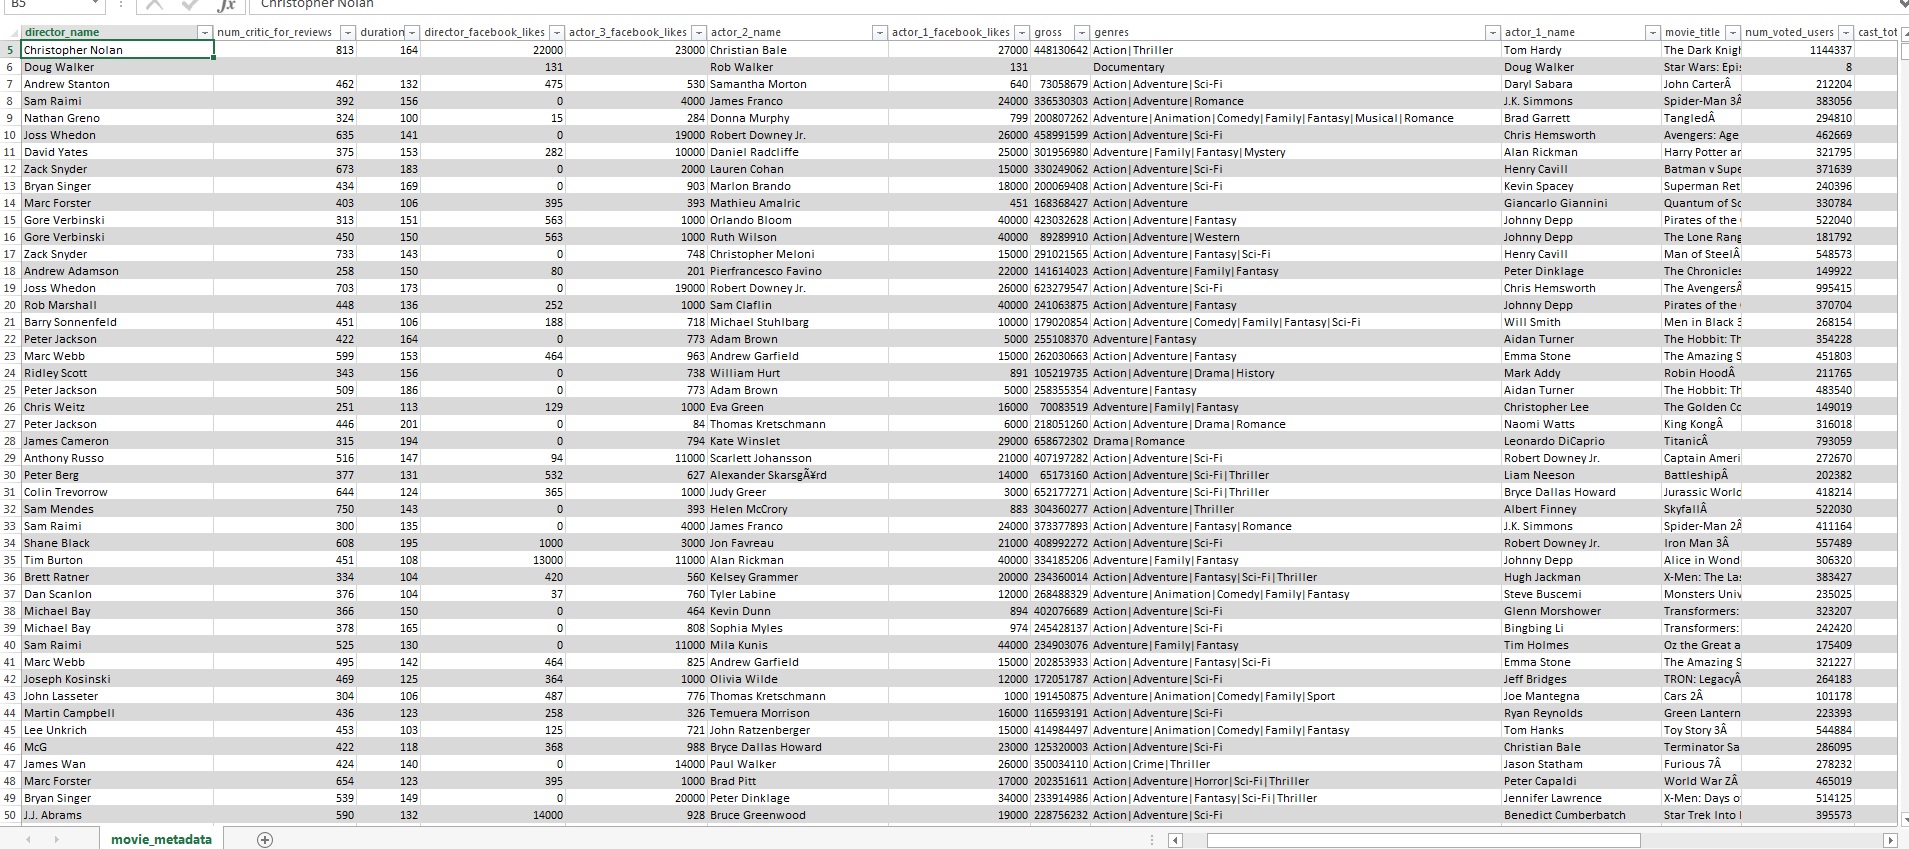 B5 fx Christopher Nolan
director_name num_critic_for_reviews duration director_facebook_likes actor_3_facebook_likes actor_2_name actor_1_facebook_likes gross genres actor_1_name movie_title num_voted_users cast_tot
5 Christopher Nolan 813 164 22000 23000 Christian Bale 27000 448130642 Action|Thriller Tom Hardy The Dark Knigh 1144337
6 Doug Walker 131 Rob Walker 131 Documentary Doug Walker Star Wars: Epis 8
7 Andrew Stanton 462 132 475 530 Samantha Morton 640 73058679 Action|Adventure|Sci-Fi Daryl Sabara John CarterÂ 212204
8 Sam Raimi 392 156 0 4000 James Franco 24000 336530303 Action|Adventure|Romance J.K. Simmons Spider-Man 3Â 383056
9 Nathan Greno 324 100 15 284 Donna Murphy 799 200807262 Adventure|Animation|Comedy|Family|Fantasy|Musical|Romance Brad Garrett TangledÂ 294810
10 Joss Whedon 635 141 0 19000 Robert Downey Jr. 26000 458991599 Action|Adventure|Sci-Fi Chris Hemsworth Avengers: Age 462669
11 David Yates 375 153 282 10000 Daniel Radcliffe 25000 301956980 Adventure|Family|Fantasy|Mystery Alan Rickman Harry Potter an 321795
12 Zack Snyder 673 183 0 2000 Lauren Cohan 15000 330249062 Action|Adventure|Sci-Fi Henry Cavill Batman v Supe 371639
13 Bryan Singer 434 169 0 903 Marlon Brando 18000 200069408 Action|Adventure|Sci-Fi Kevin Spacey Superman Ret 240396
14 Marc Forster 403 106 395 393 Mathieu Amalric 451 168368427 Action|Adventure Giancarlo Giannini Quantum of So 330784
15 Gore Verbinski 313 151 563 1000 Orlando Bloom 40000 423032628 Action|Adventure|Fantasy Johnny Depp Pirates of the 522040
16 Gore Verbinski 450 150 563 1000 Ruth Wilson 40000 89289910 Action|Adventure|Western Johnny Depp The Lone Rang 181792
17 Zack Snyder 733 143 0 748 Christopher Meloni 15000 291021565 Action|Adventure|Fantasy|Sci-Fi Henry Cavill Man of SteelÂ 548573
18 Andrew Adamson 258 150 80 201 Pierfrancesco Favino 22000 141614023 Action|Adventure|Family|Fantasy Peter Dinklage The Chronicles 149922
19 Joss Whedon 703 173 0 19000 Robert Downey Jr. 26000 623279547 Action|Adventure|Sci-Fi Chris Hemsworth The AvengersÂ 995415
20 Rob Marshall 448 136 252 1000 Sam Claflin 40000 241063875 Action|Adventure|Fantasy Johnny Depp Pirates of the 370704
21 Barry Sonnenfeld 451 106 188 718 Michael Stuhlbarg 10000 179020854 Action|Adventure|Comedy|Family|Fantasy|Sci-Fi Will Smith Men in Black 3 268154
22 Peter Jackson 422 164 0 773 Adam Brown 5000 255108370 Adventure|Fantasy Aidan Turner The Hobbit: Th 354228
23 Marc Webb 599 153 464 963 Andrew Garfield 15000 262030663 Action|Adventure|Fantasy Emma Stone The Amazing S 451803
24 Ridley Scott 343 156 0 738 William Hurt 891 105219735 Action|Adventure|Drama|History Mark Addy Robin HoodÂ 211765
25 Peter Jackson 509 186 0 773 Adam Brown 5000 258355354 Adventure|Fantasy Aidan Turner The Hobbit: Th 483540
26 Chris Weitz 251 113 129 1000 Eva Green 16000 70083519 Adventure|Family|Fantasy Christopher Lee The Golden Co 149019
27 Peter Jackson 446 201 0 84 Thomas Kretschmann 6000 218051260 Action|Adventure|Drama|Romance Naomi Watts King KongÂ 316018
28 James Cameron 315 194 0 794 Kate Winslet 29000 658672302 Drama|Romance Leonardo DiCaprio TitanicÂ 793059
29 Anthony Russo 516 147 94 11000 Scarlett Johansson 21000 407197282 Action|Adventure|Sci-Fi Robert Downey Jr. Captain Ameri 272670
30 Peter Berg 377 131 532 627 Alexander SkarsgÃ¥rd 14000 65173160 Action|Adventure|Sci-Fi|Thriller Liam Neeson BattleshipÂ 202382
31 Colin Trevorrow 644 124 365 1000 Judy Greer 3000 652177271 Action|Adventure|Sci-Fi|Thriller Bryce Dallas Howard Jurassic World 418214
32 Sam Mendes 750 143 0 393 Helen McCrory 883 304360277 Action|Adventure|Thriller Albert Finney SkyfallÂ 522030
33 Sam Raimi 300 135 0 4000 James Franco 24000 373377893 Action|Adventure|Fantasy|Romance J.K. Simmons Spider-Man 2Â 411164
34 Shane Black 608 195 1000 3000 Jon Favreau 21000 408992272 Action|Adventure|Sci-Fi Robert Downey Jr. Iron Man 3Â 557489
35 Tim Burton 451 108 13000 11000 Alan Rickman 40000 334185206 Adventure|Family|Fantasy Johnny Depp Alice in Wond 306320
36 Brett Ratner 334 104 420 560 Kelsey Grammer 20000 234360014 Action|Adventure|Fantasy|Sci-Fi|Thriller Hugh Jackman X-Men: The Las 383427
37 Dan Scanlon 376 104 37 760 Tyler Labine 12000 268488329 Adventure|Animation|Comedy|Family|Fantasy Steve Buscemi Monsters Univ 235025
38 Michael Bay 366 150 0 464 Kevin Dunn 894 402076689 Action|Adventure|Sci-Fi Glenn Morshower Transformers: 323207
39 Michael Bay 378 165 0 808 Sophia Myles 974 245428137 Action|Adventure|Sci-Fi Bingbing Li Transformers: 242420
40 Sam Raimi 525 130 0 11000 Mila Kunis 44000 234903076 Adventure|Family|Fantasy Tim Holmes Oz the Great a 175409
41 Marc Webb 495 142 464 825 Andrew Garfield 15000 202853933 Action|Adventure|Fantasy|Sci-Fi Emma Stone The Amazing S 321227
42 Joseph Kosinski 469 125 364 1000 Olivia Wilde 12000 172051787 Action|Adventure|Sci-Fi Jeff Bridges TRON: LegacyÂ 264183
43 John Lasseter 304 106 487 776 Thomas Kretschmann 1000 191450875 Adventure|Animation|Comedy|Family|Sport Joe Mantegna Cars 2Â 101178
44 Martin Campbell 436 123 258 326 Temuera Morrison 16000 116593191 Action|Adventure|Sci-Fi Ryan Reynolds Green Lantern 223393
45 Lee Unkrich 453 103 125 721 John Ratzenberger 15000 414984497 Adventure|Animation|Comedy|Family|Fantasy Tom Hanks Toy Story 3Â 544884
46 McG 422 118 368 988 Bryce Dallas Howard 23000 125320003 Action|Adventure|Sci-Fi Christian Bale Terminator Sa 286095
47 James Wan 424 140 0 14000 Paul Walker 26000 350034110 Action|Crime|Thriller Jason Statham Furious 7Â 278232
48 Marc Forster 654 123 395 1000 Brad Pitt 17000 202351611 Action|Adventure|Horror|Sci-Fi|Thriller Peter Capaldi World War ZÂ 465019
49 Bryan Singer 539 149 0 20000 Peter Dinklage 34000 233914986 Action|Adventure|Fantasy|Sci-Fi|Thriller Jennifer Lawrence X-Men: Days o 514125
50 J.J. Abrams 590 132 14000 928 Bruce Greenwood 19000 228756232 Action|Adventure|Sci-Fi Benedict Cumberbatch Star Trek Into 395573
movie_metadata